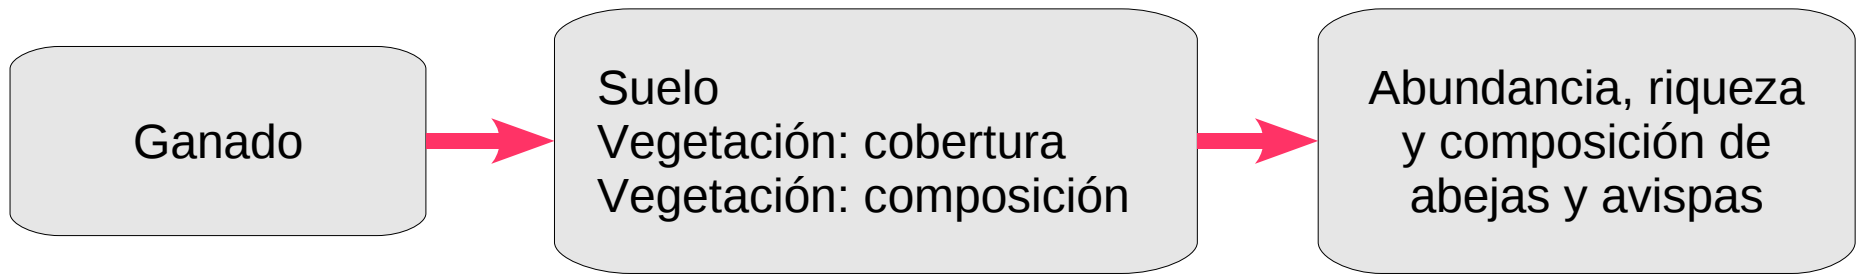 Ganado
Suelo
Vegetación: cobertura
Vegetación: composición
Abundancia, riqueza
y composición de
abejas y avispas